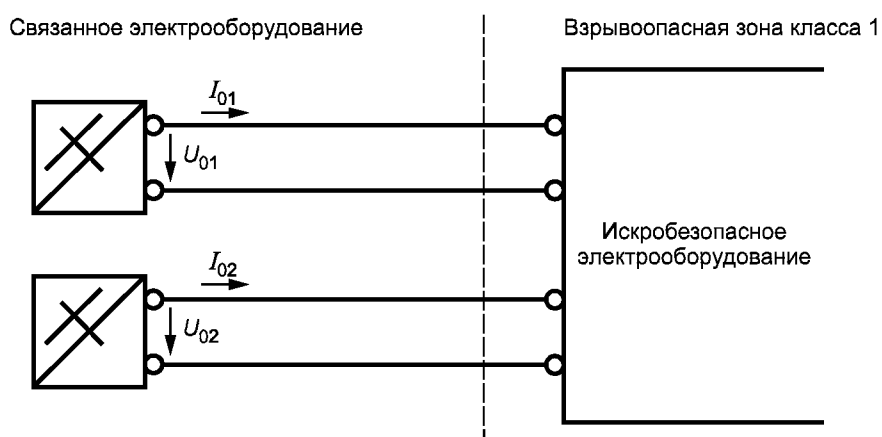 Связанное электрооборудование
Взрывоопасная зона класса 1
I01
U01
Искробезопасное
электрооборудование
I02
U02